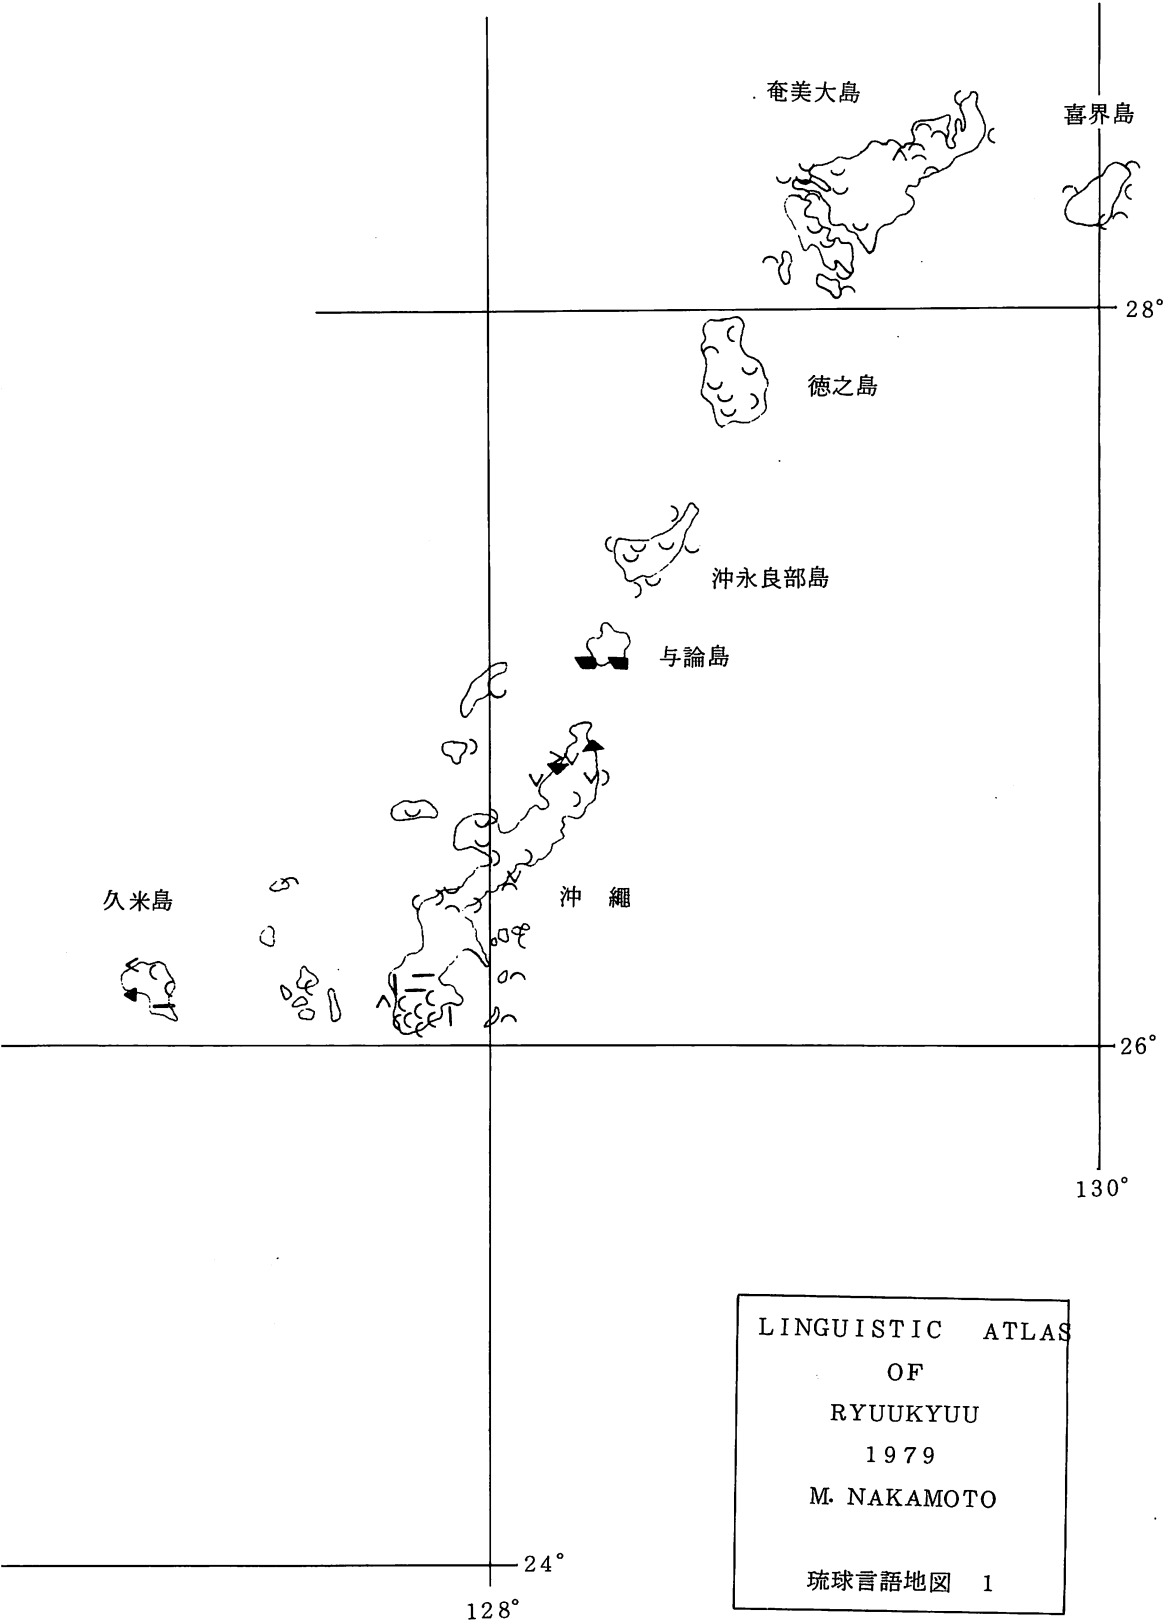 奄美大島
喜界島
28°
徳之島
沖永良部島
与論島
久米島
沖 繩
26°
130°
LINGUISTIC ATLAS
OF
RYUUKYUU
1979
M. NAKAMOTO
琉球言語地図 1
24°
128°